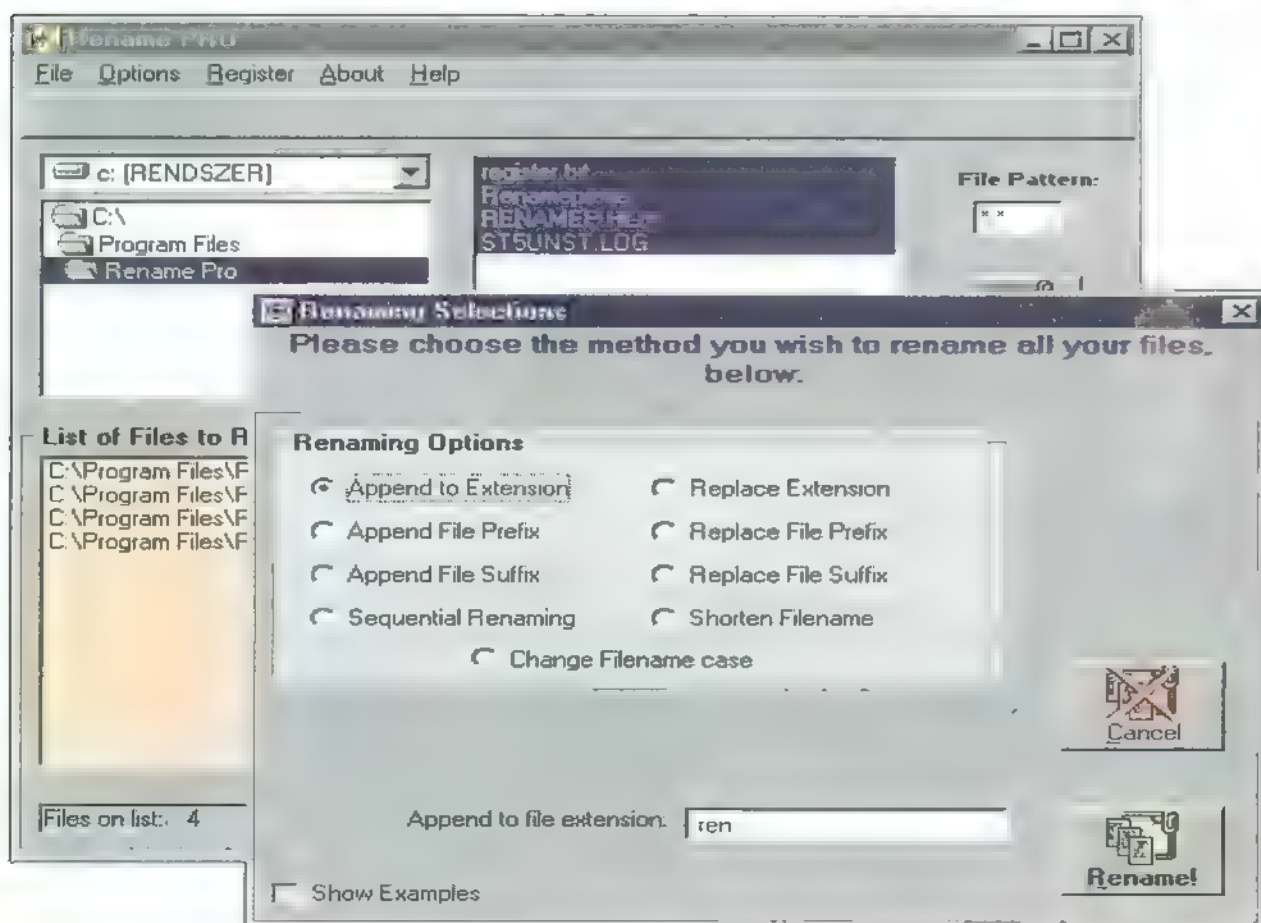 Rename PRO
File Options Register About Help
c: [RENDSZER]
C:\
Program Files
Rename Pro
register.txt
ST5UNST.LOG
File Pattern:
*.*
Renaming Selections
Please choose the method you wish to rename all your files,
below.
List of Files to R
C:\Program Files\F
C:\Program Files\F
C:\Program Files\F
C:\Program Files\F
Files on list: 4
Renaming Options
Append to Extension
Replace Extension
Append File Prefix
Replace File Prefix
Append File Suffix
Replace File Suffix
Sequential Renaming
Shorten Filename
Change Filename case
Cancel
Append to file extension:
ren
Rename!
Show Examples